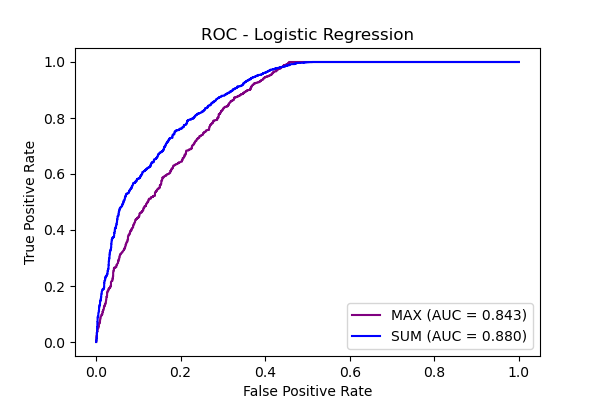 ROC - Logistic Regression
True Positive Rate
1.0
0.8
0.6
0.4
0.2
0.0
0.0 0.2 0.4 0.6 0.8 1.0
False Positive Rate
MAX (AUC = 0.843)
SUM (AUC = 0.880)